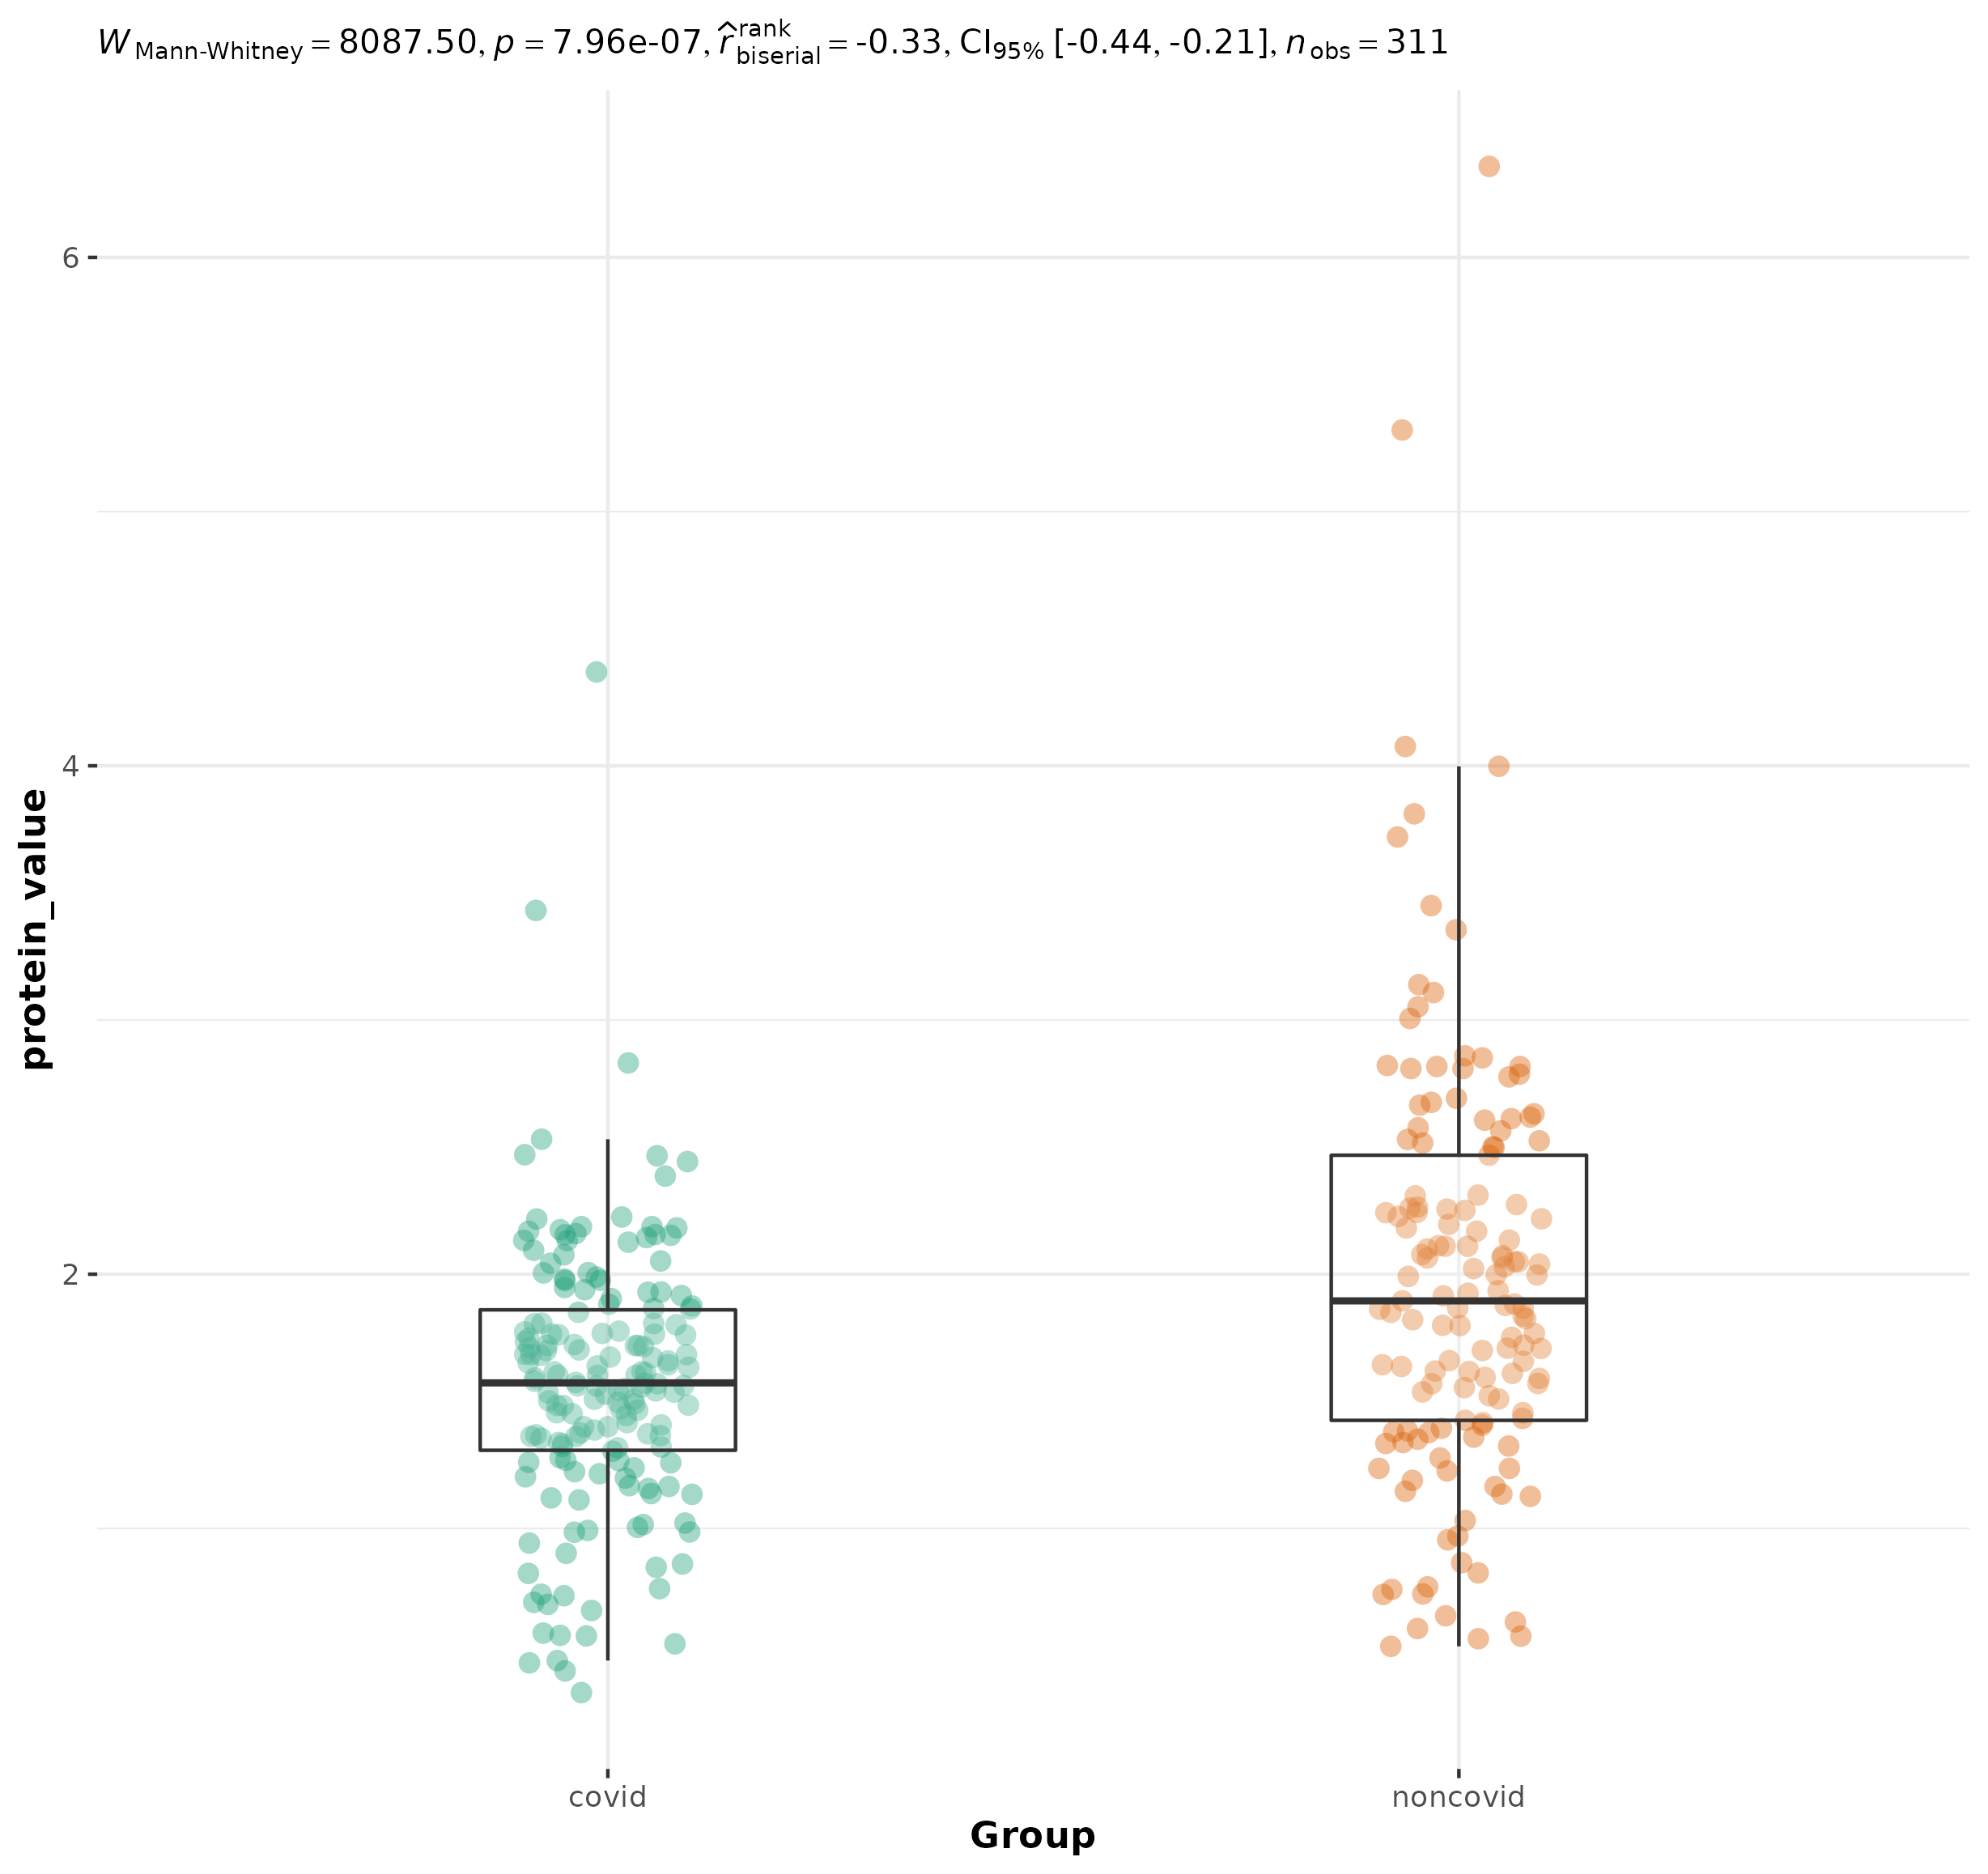 W Mann-Whitney = 8087.50, p = 7.96e-07, r̂ rank biserial = -0.33, CI95% [-0.44, -0.21], n obs = 311
6
4
2
protein_value
covid noncovid
Group